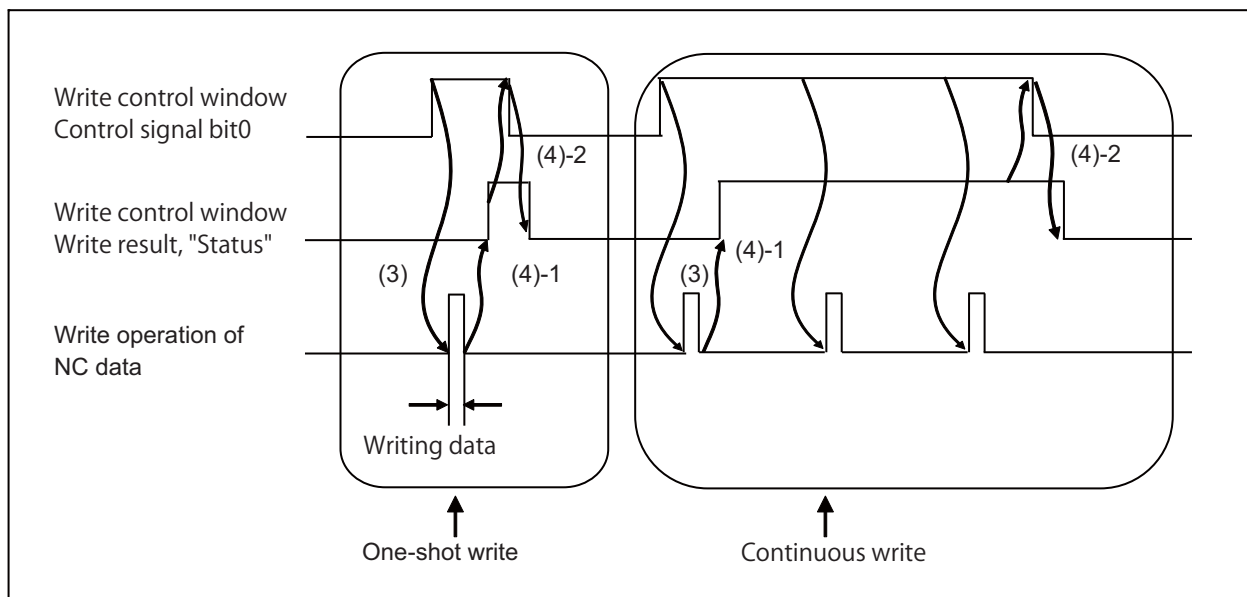 Write control window
Control signal bit0
(4)-2
(4)-2
Write control window
Write result, "Status"
(3)
(4)-1
(3)
(4)-1
Write operation of
NC data
Writing data
One-shot write
Continuous write